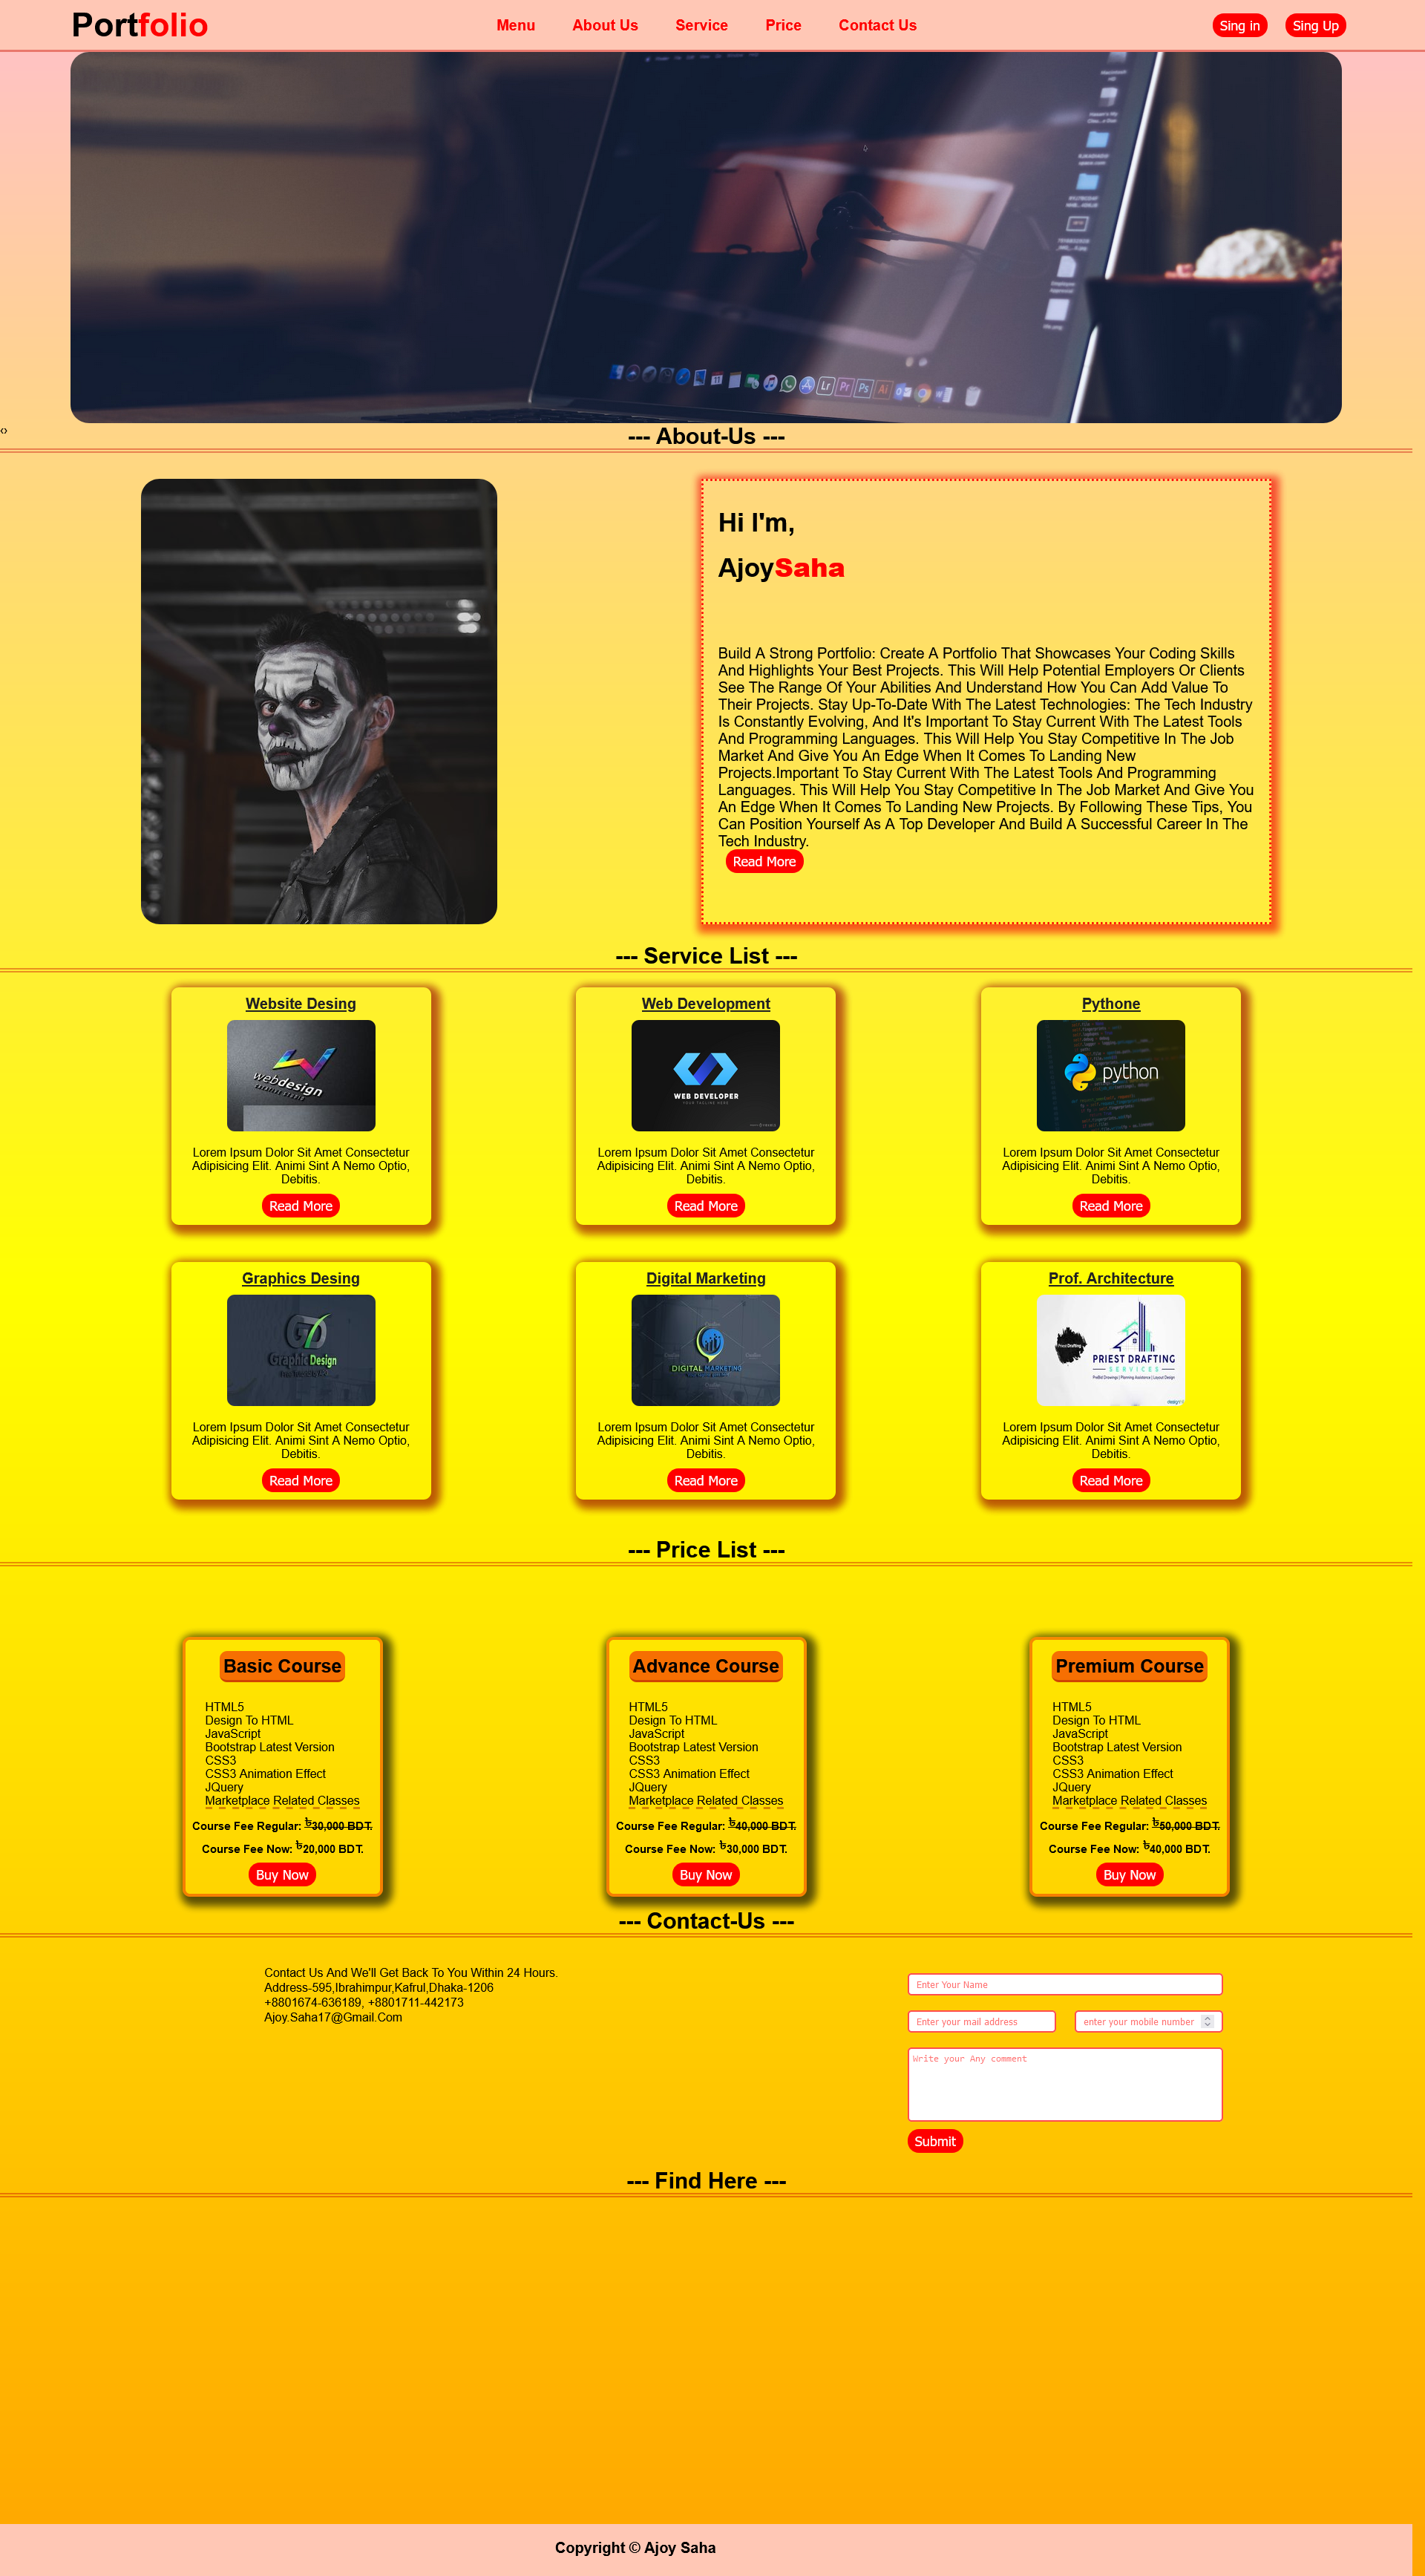 Portfolio
Menu About Us Service Price Contact Us
Sing in Sing Up
Lr Pr Ps Ai
‹›
--- About-Us ---
Hi I'm,
AjoySaha
Build A Strong Portfolio: Create A Portfolio That Showcases Your Coding Skills
And Highlights Your Best Projects. This Will Help Potential Employers Or Clients
See The Range Of Your Abilities And Understand How You Can Add Value To
Their Projects. Stay Up-To-Date With The Latest Technologies: The Tech Industry
Is Constantly Evolving, And It's Important To Stay Current With The Latest Tools
And Programming Languages. This Will Help You Stay Competitive In The Job
Market And Give You An Edge When It Comes To Landing New
Projects.Important To Stay Current With The Latest Tools And Programming
Languages. This Will Help You Stay Competitive In The Job Market And Give You
An Edge When It Comes To Landing New Projects. By Following These Tips, You
Can Position Yourself As A Top Developer And Build A Successful Career In The
Tech Industry.
Read More
--- Service List ---
Website Desing
webdesign
Lorem Ipsum Dolor Sit Amet Consectetur
Adipisicing Elit. Animi Sint A Nemo Optio,
Debitis.
Read More
Web Development
WEB DEVELOPER
YOUR TAGLINE HERE
Lorem Ipsum Dolor Sit Amet Consectetur
Adipisicing Elit. Animi Sint A Nemo Optio,
Debitis.
Read More
Pythone
python
Lorem Ipsum Dolor Sit Amet Consectetur
Adipisicing Elit. Animi Sint A Nemo Optio,
Debitis.
Read More
Graphics Desing
GD
Graphic Design
Lorem Ipsum Dolor Sit Amet Consectetur
Adipisicing Elit. Animi Sint A Nemo Optio,
Debitis.
Read More
Digital Marketing
DIGITAL MARKETING
Lorem Ipsum Dolor Sit Amet Consectetur
Adipisicing Elit. Animi Sint A Nemo Optio,
Debitis.
Read More
Prof. Architecture
Priest Drafting
PRIEST DRAFTING
SERVICES
PreBid Drawings | Planning Assistance | Layout Design
Lorem Ipsum Dolor Sit Amet Consectetur
Adipisicing Elit. Animi Sint A Nemo Optio,
Debitis.
Read More
--- Price List ---
Basic Course
HTML5
Design To HTML
JavaScript
Bootstrap Latest Version
CSS3
CSS3 Animation Effect
JQuery
Marketplace Related Classes
Course Fee Regular: ৳30,000 BDT.
Course Fee Now: ৳20,000 BDT.
Buy Now
Advance Course
HTML5
Design To HTML
JavaScript
Bootstrap Latest Version
CSS3
CSS3 Animation Effect
JQuery
Marketplace Related Classes
Course Fee Regular: ৳40,000 BDT.
Course Fee Now: ৳30,000 BDT.
Buy Now
Premium Course
HTML5
Design To HTML
JavaScript
Bootstrap Latest Version
CSS3
CSS3 Animation Effect
JQuery
Marketplace Related Classes
Course Fee Regular: ৳50,000 BDT.
Course Fee Now: ৳40,000 BDT.
Buy Now
--- Contact-Us ---
Contact Us And We'll Get Back To You Within 24 Hours.
Address-595,Ibrahimpur,Kafrul,Dhaka-1206
+8801674-636189, +8801711-442173
Ajoy.Saha17@Gmail.Com
Enter Your Name
Enter your mail address
enter your mobile number
Write your Any comment
Submit
--- Find Here ---
Copyright © Ajoy Saha